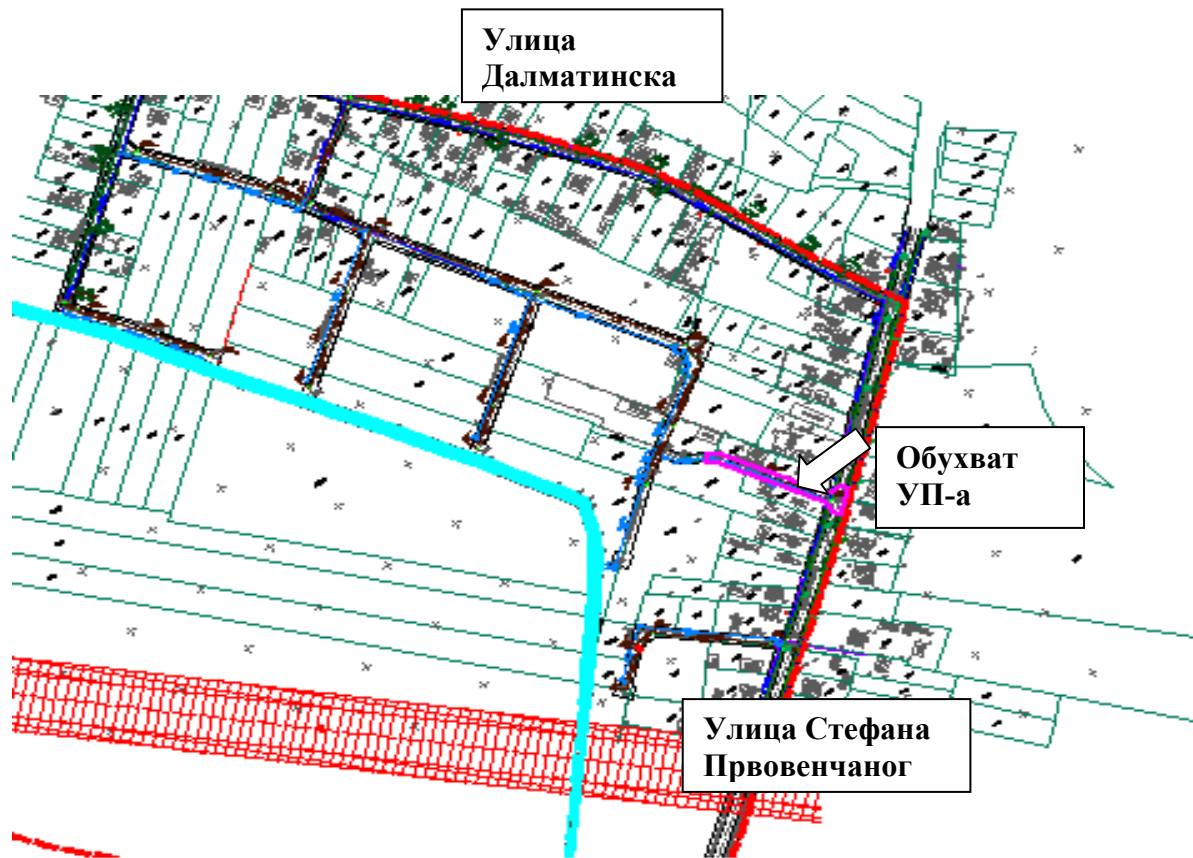 Улица
Далматинска
Обухват
УП-а
Улица Стефана
Првовенчаног